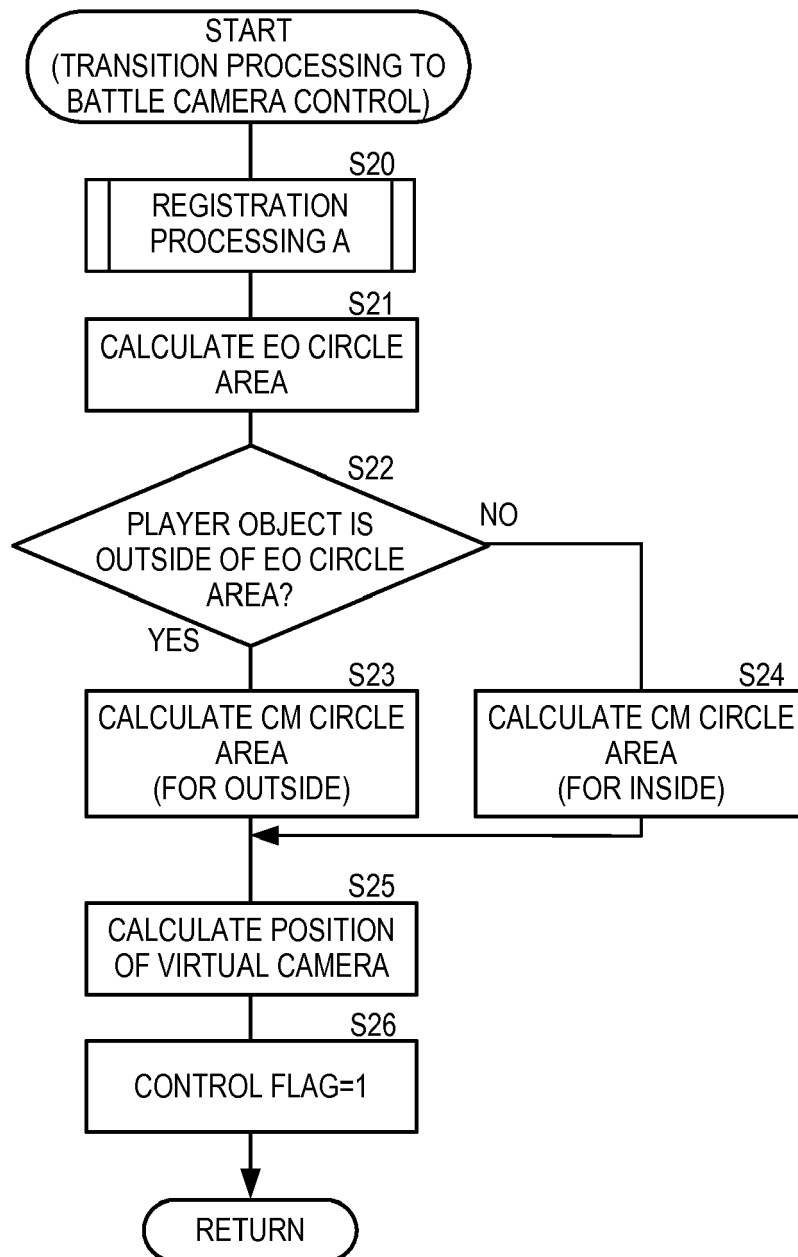 START
(TRANSITION PROCESSING TO
BATTLE CAMERA CONTROL)
S20
REGISTRATION
PROCESSING A
S21
CALCULATE EO CIRCLE
AREA
S22
PLAYER OBJECT IS
OUTSIDE OF EO CIRCLE
AREA?
NO
YES
S23
CALCULATE CM CIRCLE
AREA
(FOR OUTSIDE)
S24
CALCULATE CM CIRCLE
AREA
(FOR INSIDE)
S25
CALCULATE POSITION
OF VIRTUAL CAMERA
S26
CONTROL FLAG=1
RETURN